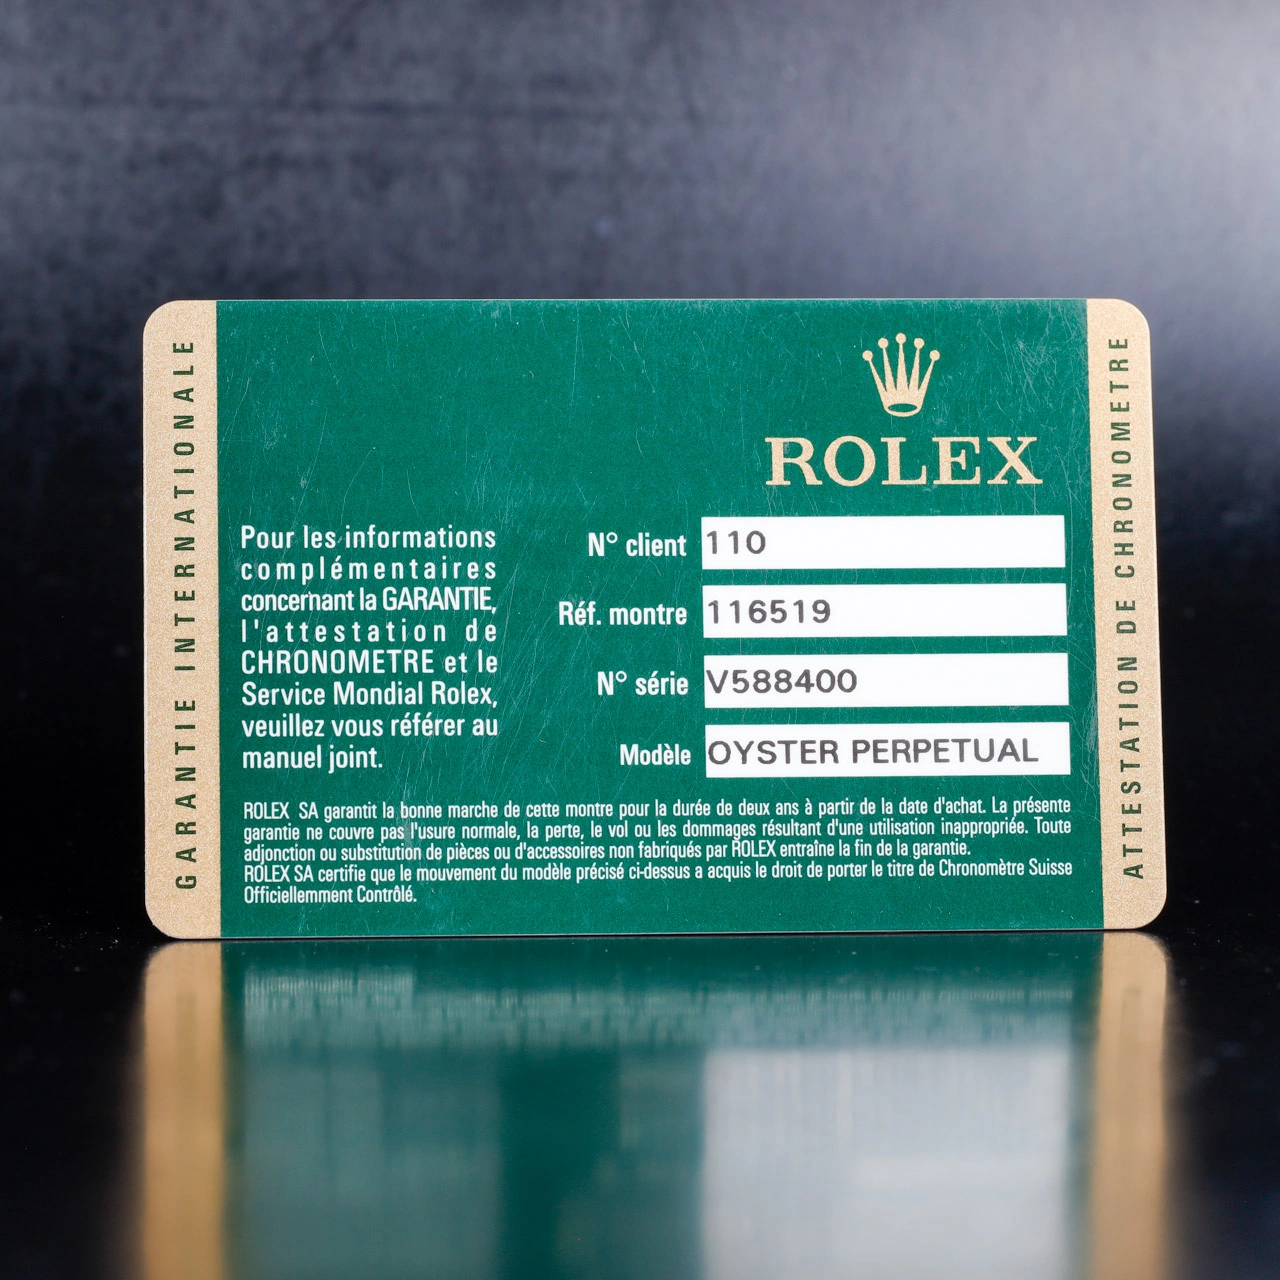 GARANTIE INTERNATIONALE
ROLEX
Pour les informations
complémentaires
concernant la GARANTIE,
l'attestation de
CHRONOMETRE et le
Service Mondial Rolex,
veuillez vous référer au
manuel joint.
N° client 110
Réf. montre 116519
N° série V588400
Modèle OYSTER PERPETUAL
ROLEX SA garantit la bonne marche de cette montre pour la durée de deux ans à partir de la date d'achat. La présente
garantie ne couvre pas l'usure normale, la perte, le vol ou les dommages résultant d'une utilisation inappropriée. Toute
adjonction ou substitution de pièces ou d'accessoires non fabriqués par ROLEX entraîne la fin de la garantie.
ROLEX SA certifie que le mouvement du modèle précisé ci-dessus a acquis le droit de porter le titre de Chronomètre Suisse
Officiellemment Contrôlé.
ATTESTATION DE CHRONOMETRE